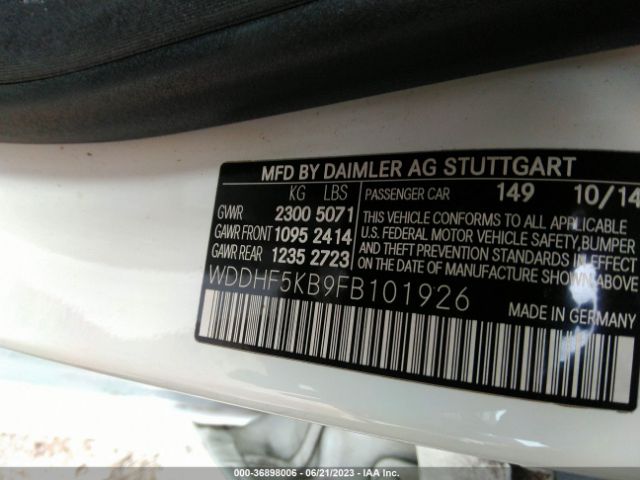 MFD BY DAIMLER AG STUTTGART
KG LBS
GVWR 2300 5071
GAWR FRONT 1095 2414
GAWR REAR 1235 2723
PASSENGER CAR 149 10/14
THIS VEHICLE CONFORMS TO ALL APPLICABLE
U.S. FEDERAL MOTOR VEHICLE SAFETY, BUMPER
AND THEFT PREVENTION STANDARDS IN EFFECT
ON THE DATE OF MANUFACTURE SHOWN ABOVE
WDDHF5KB9FB101926
MADE IN GERMANY
000-36898006 - 06/21/2023 - IAA Inc.